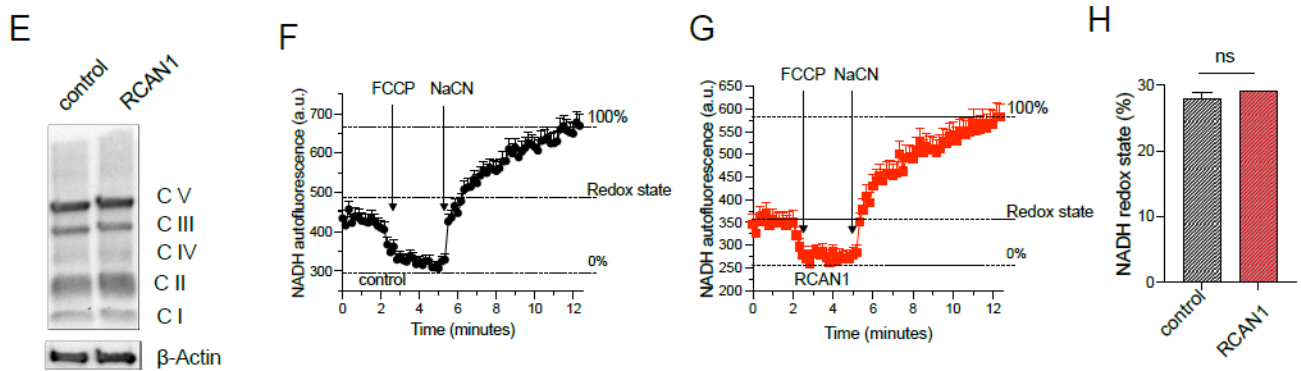 E
control
RCAN1
C V
C III
C IV
C II
C I
β-Actin
F
FCCP NaCN
NADH autofluorescence (a.u.)
700
600
500
400
300
100%
Redox state
0%
control
0 2 4 6 8 10 12
Time (minutes)
G
FCCP NaCN
NADH autofluorescence (a.u.)
650
600
550
500
450
400
350
300
250
200
100%
Redox state
0%
RCAN1
0 2 4 6 8 10 12
Time (minutes)
H
ns
NADH redox state (%)
30
20
10
0
control
RCAN1